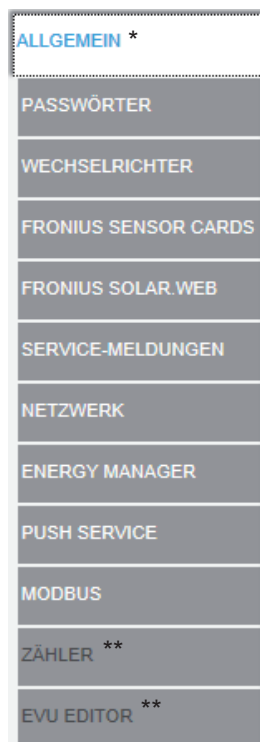 ALLGEMEIN *
PASSWÖRTER
WECHSELRICHTER
FRONIUS SENSOR CARDS
FRONIUS SOLAR.WEB
SERVICE-MELDUNGEN
NETZWERK
ENERGY MANAGER
PUSH SERVICE
MODBUS
ZÄHLER **
EVU EDITOR **